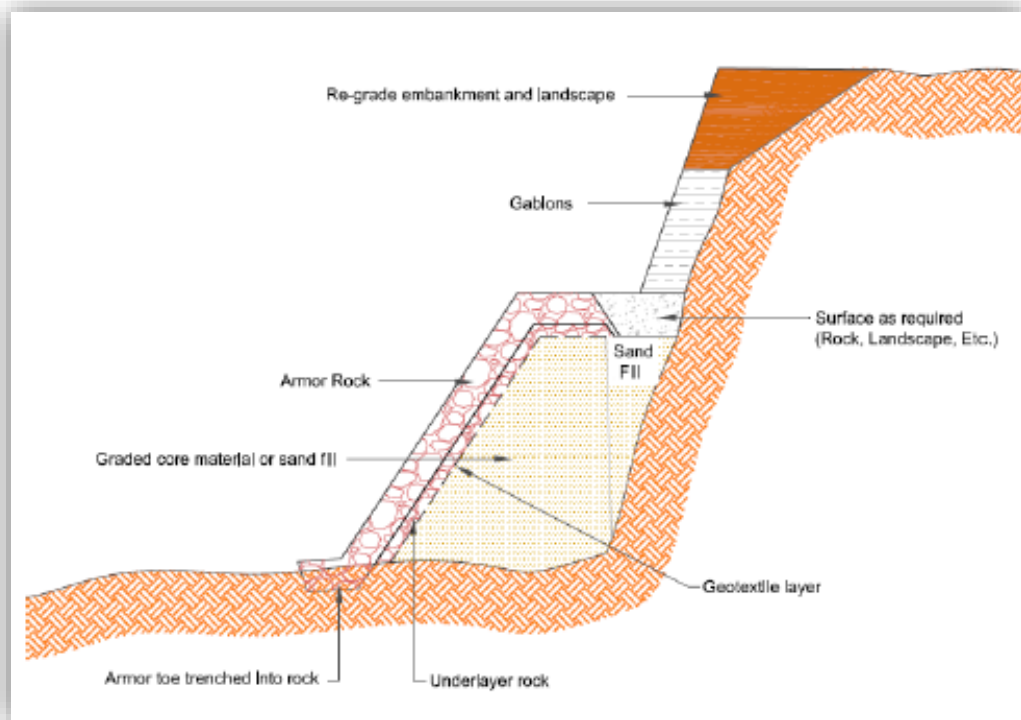 Re-grade embankment and landscape
Gabions
Surface as required
(Rock, Landscape, Etc.)
Sand
Fill
Armor Rock
Graded core material or sand fill
Geotextile layer
Armor toe trenched Into rock
Underlayer rock